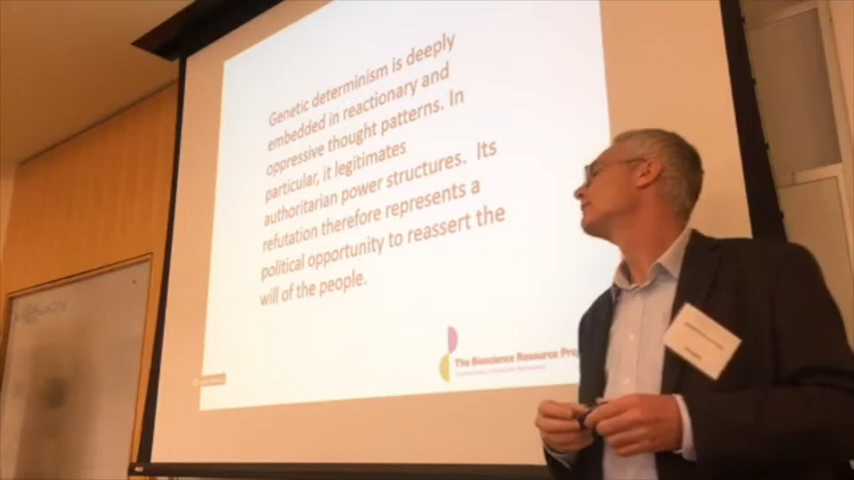 Genetic determinism is deeply
embedded in reactionary and
oppressive thought patterns. In
particular, it legitimates
authoritarian power structures. Its
refutation therefore represents a
political opportunity to reassert the
will of the people.
The Bioscience Resource Pro